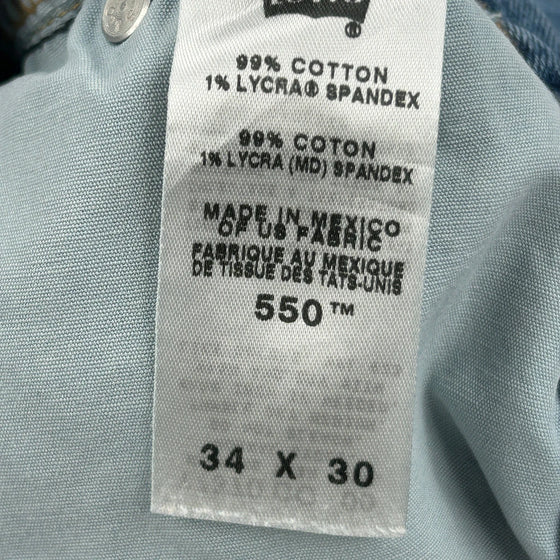 ®
99% COTTON
1% LYCRA® SPANDEX
99% COTON
1% LYCRA (MD) SPANDEX
MADE IN MEXICO
OF US FABRIC
FABRIQUE AU MEXIQUE
DE TISSUE DES TATS-UNIS
550™
34 X 30